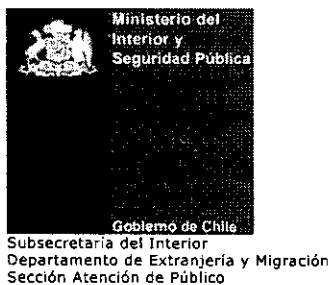 Ministerio del
Interior y
Seguridad Pública
Gobierno de Chile
Subsecretaría del Interior
Departamento de Extranjería y Migración
Sección Atención de Público